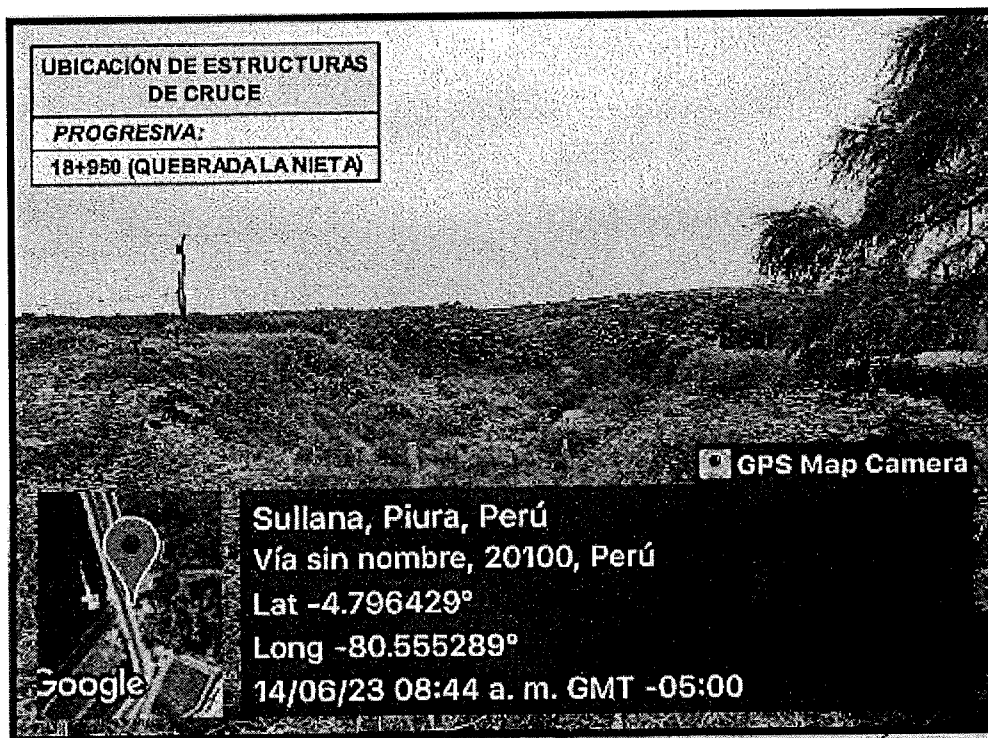 UBICACIÓN DE ESTRUCTURAS
DE CRUCE
PROGRESIVA:
18+950 (QUEBRADA LA NIETA)
GPS Map Camera
Sullana, Piura, Perú
Vía sin nombre, 20100, Perú
Lat -4.796429°
Long -80.555289°
14/06/23 08:44 a. m. GMT -05:00
Google